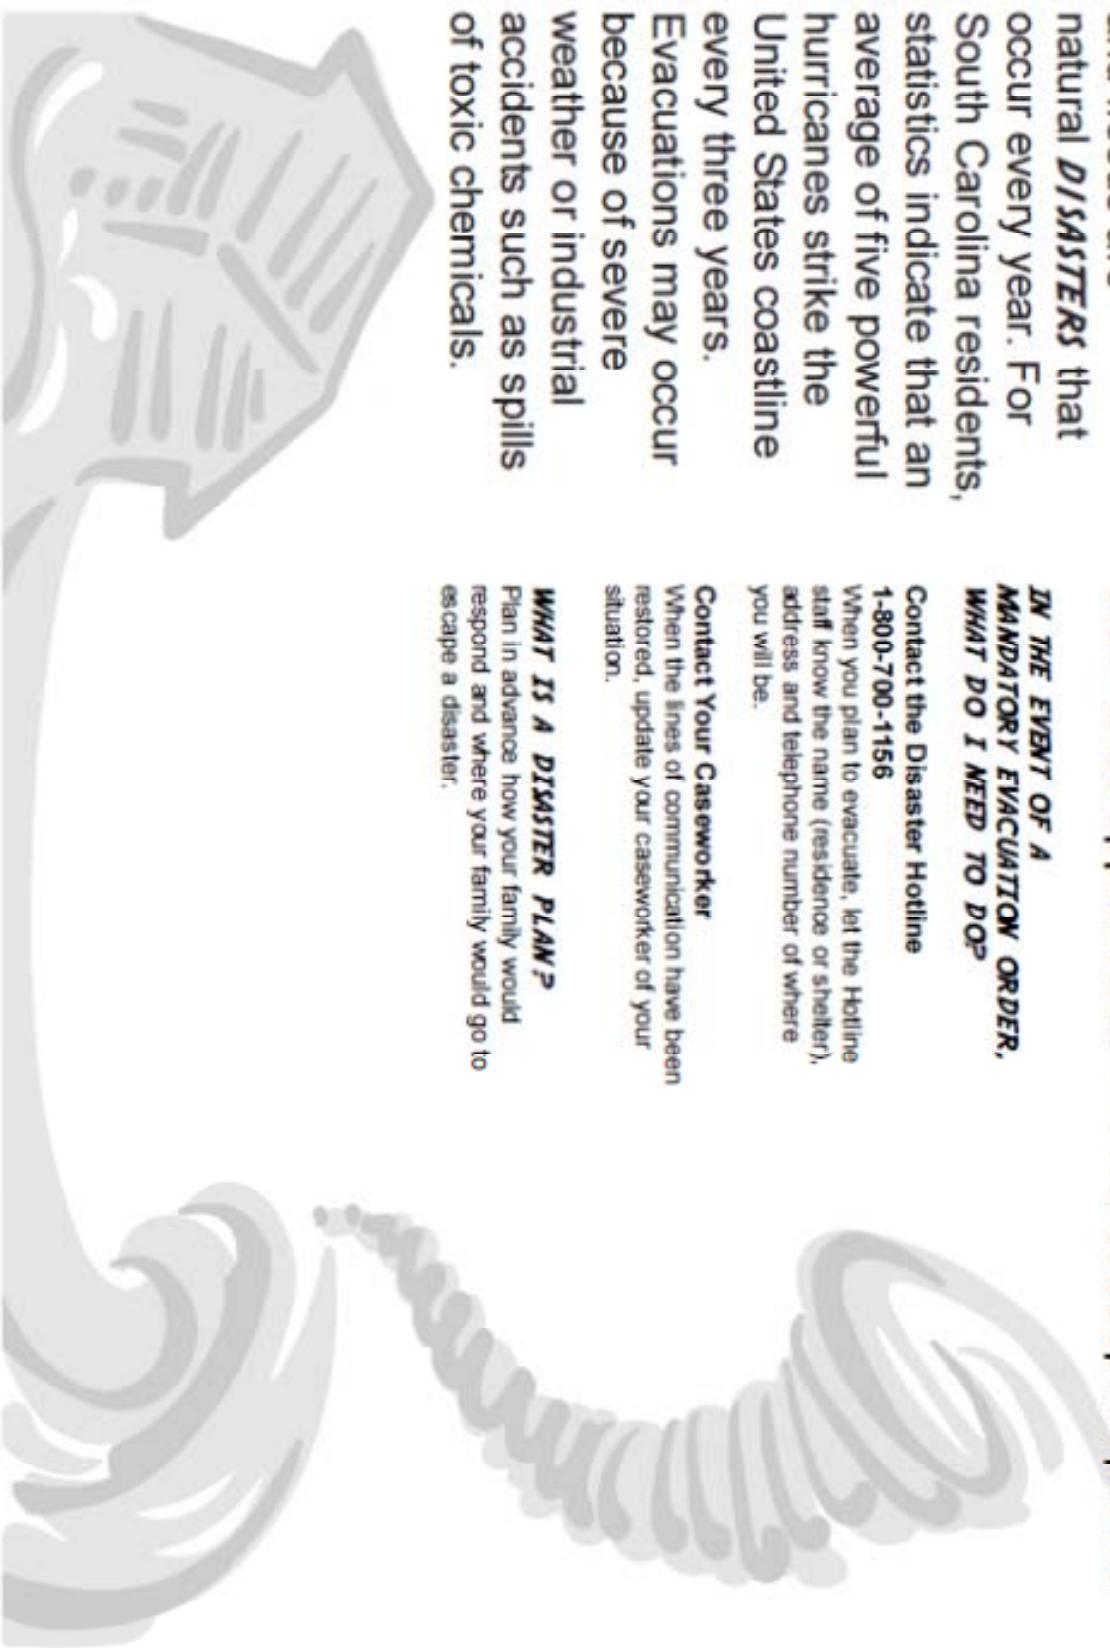 natural DISASTERS that
occur every year. For
South Carolina residents,
statistics indicate that an
average of five powerful
hurricanes strike the
United States coastline
every three years.
Evacuations may occur
because of severe
weather or industrial
accidents such as spills
of toxic chemicals.
IN THE EVENT OF A
MANDATORY EVACUATION ORDER,
WHAT DO I NEED TO DO?
Contact the Disaster Hotline
1-800-700-1156
When you plan to evacuate, let the Hotline
staff know the name (residence or shelter),
address and telephone number of where
you will be.
Contact Your Caseworker
When the lines of communication have been
restored, update your caseworker of your
situation.
WHAT IS A DISASTER PLAN?
Plan in advance how your family would
respond and where your family would go to
escape a disaster.